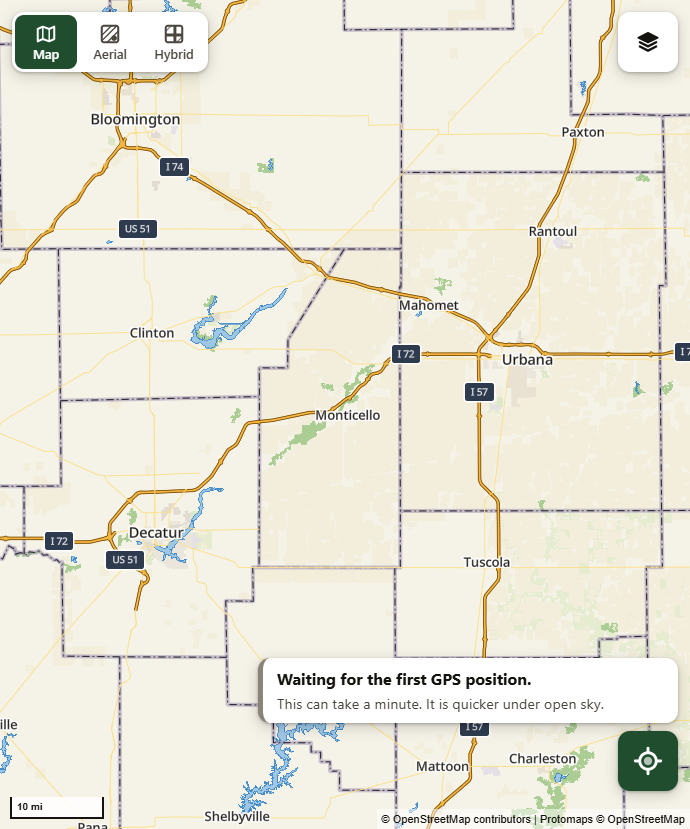 Map
Aerial
Hybrid
Bloomington
I 74
Paxton
US 51
Rantoul
Mahomet
Clinton
I 72
Urbana
I 57
Monticello
Decatur
I 72
US 51
Tuscola
Waiting for the first GPS position.
This can take a minute. It is quicker under open sky.
I 57
Mattoon
Charleston
10 mi
Shelbyville
Pana
© OpenStreetMap contributors | Protomaps © OpenStreetMap